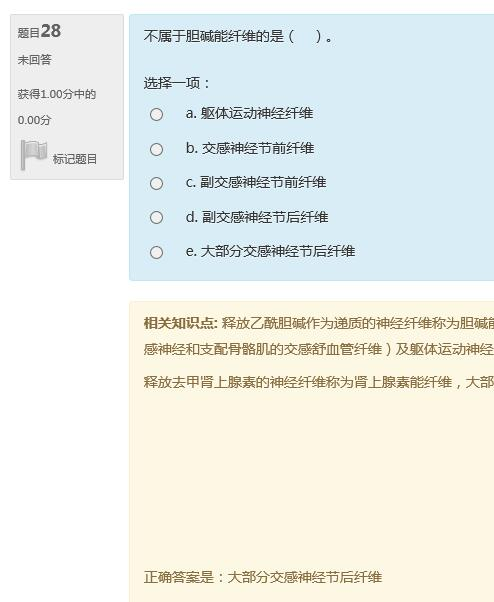 题目28
未回答
获得1.00分中的
0.00分
标记题目
不属于胆碱能纤维的是（　）。
选择一项：
a. 躯体运动神经纤维
b. 交感神经节前纤维
c. 副交感神经节前纤维
d. 副交感神经节后纤维
e. 大部分交感神经节后纤维
相关知识点: 释放乙酰胆碱作为递质的神经纤维称为胆碱能
感神经和支配骨骼肌的交感舒血管纤维）及躯体运动神经
释放去甲肾上腺素的神经纤维称为肾上腺素能纤维，大部
正确答案是：大部分交感神经节后纤维